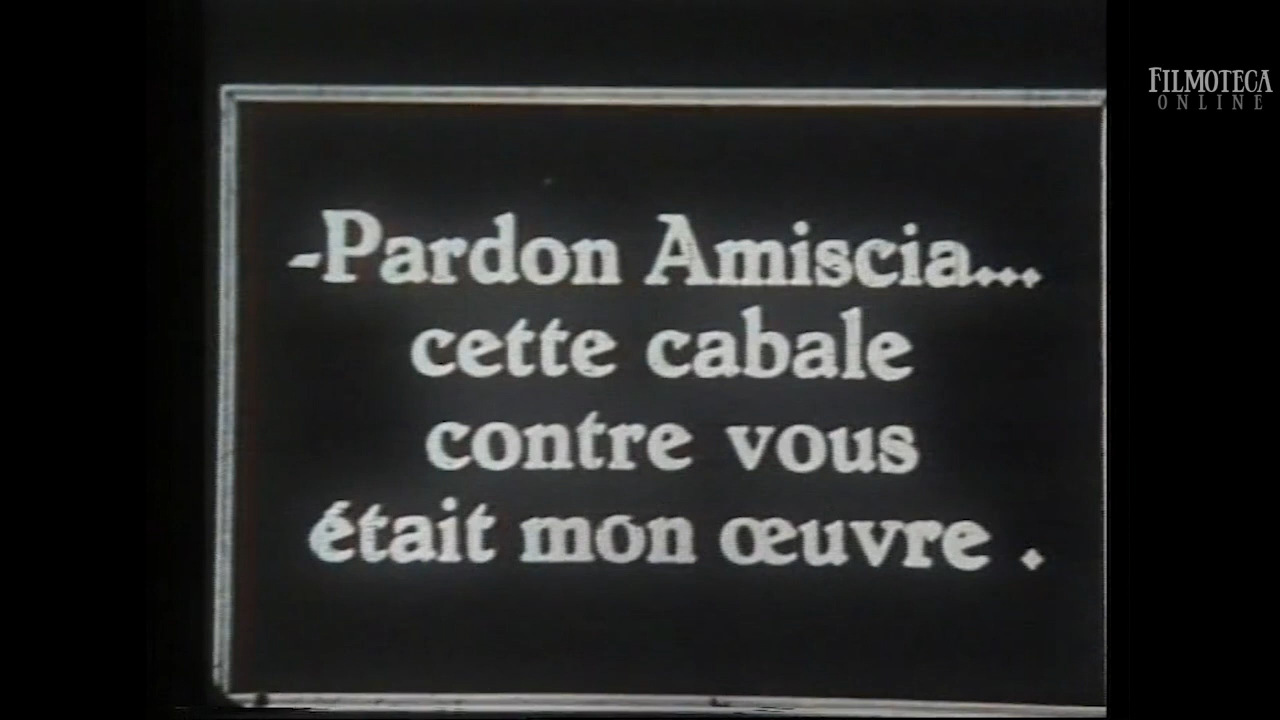 -Pardon Amiscia...
cette cabale
contre vous
était mon œuvre .
FILMOTECA
ONLINE